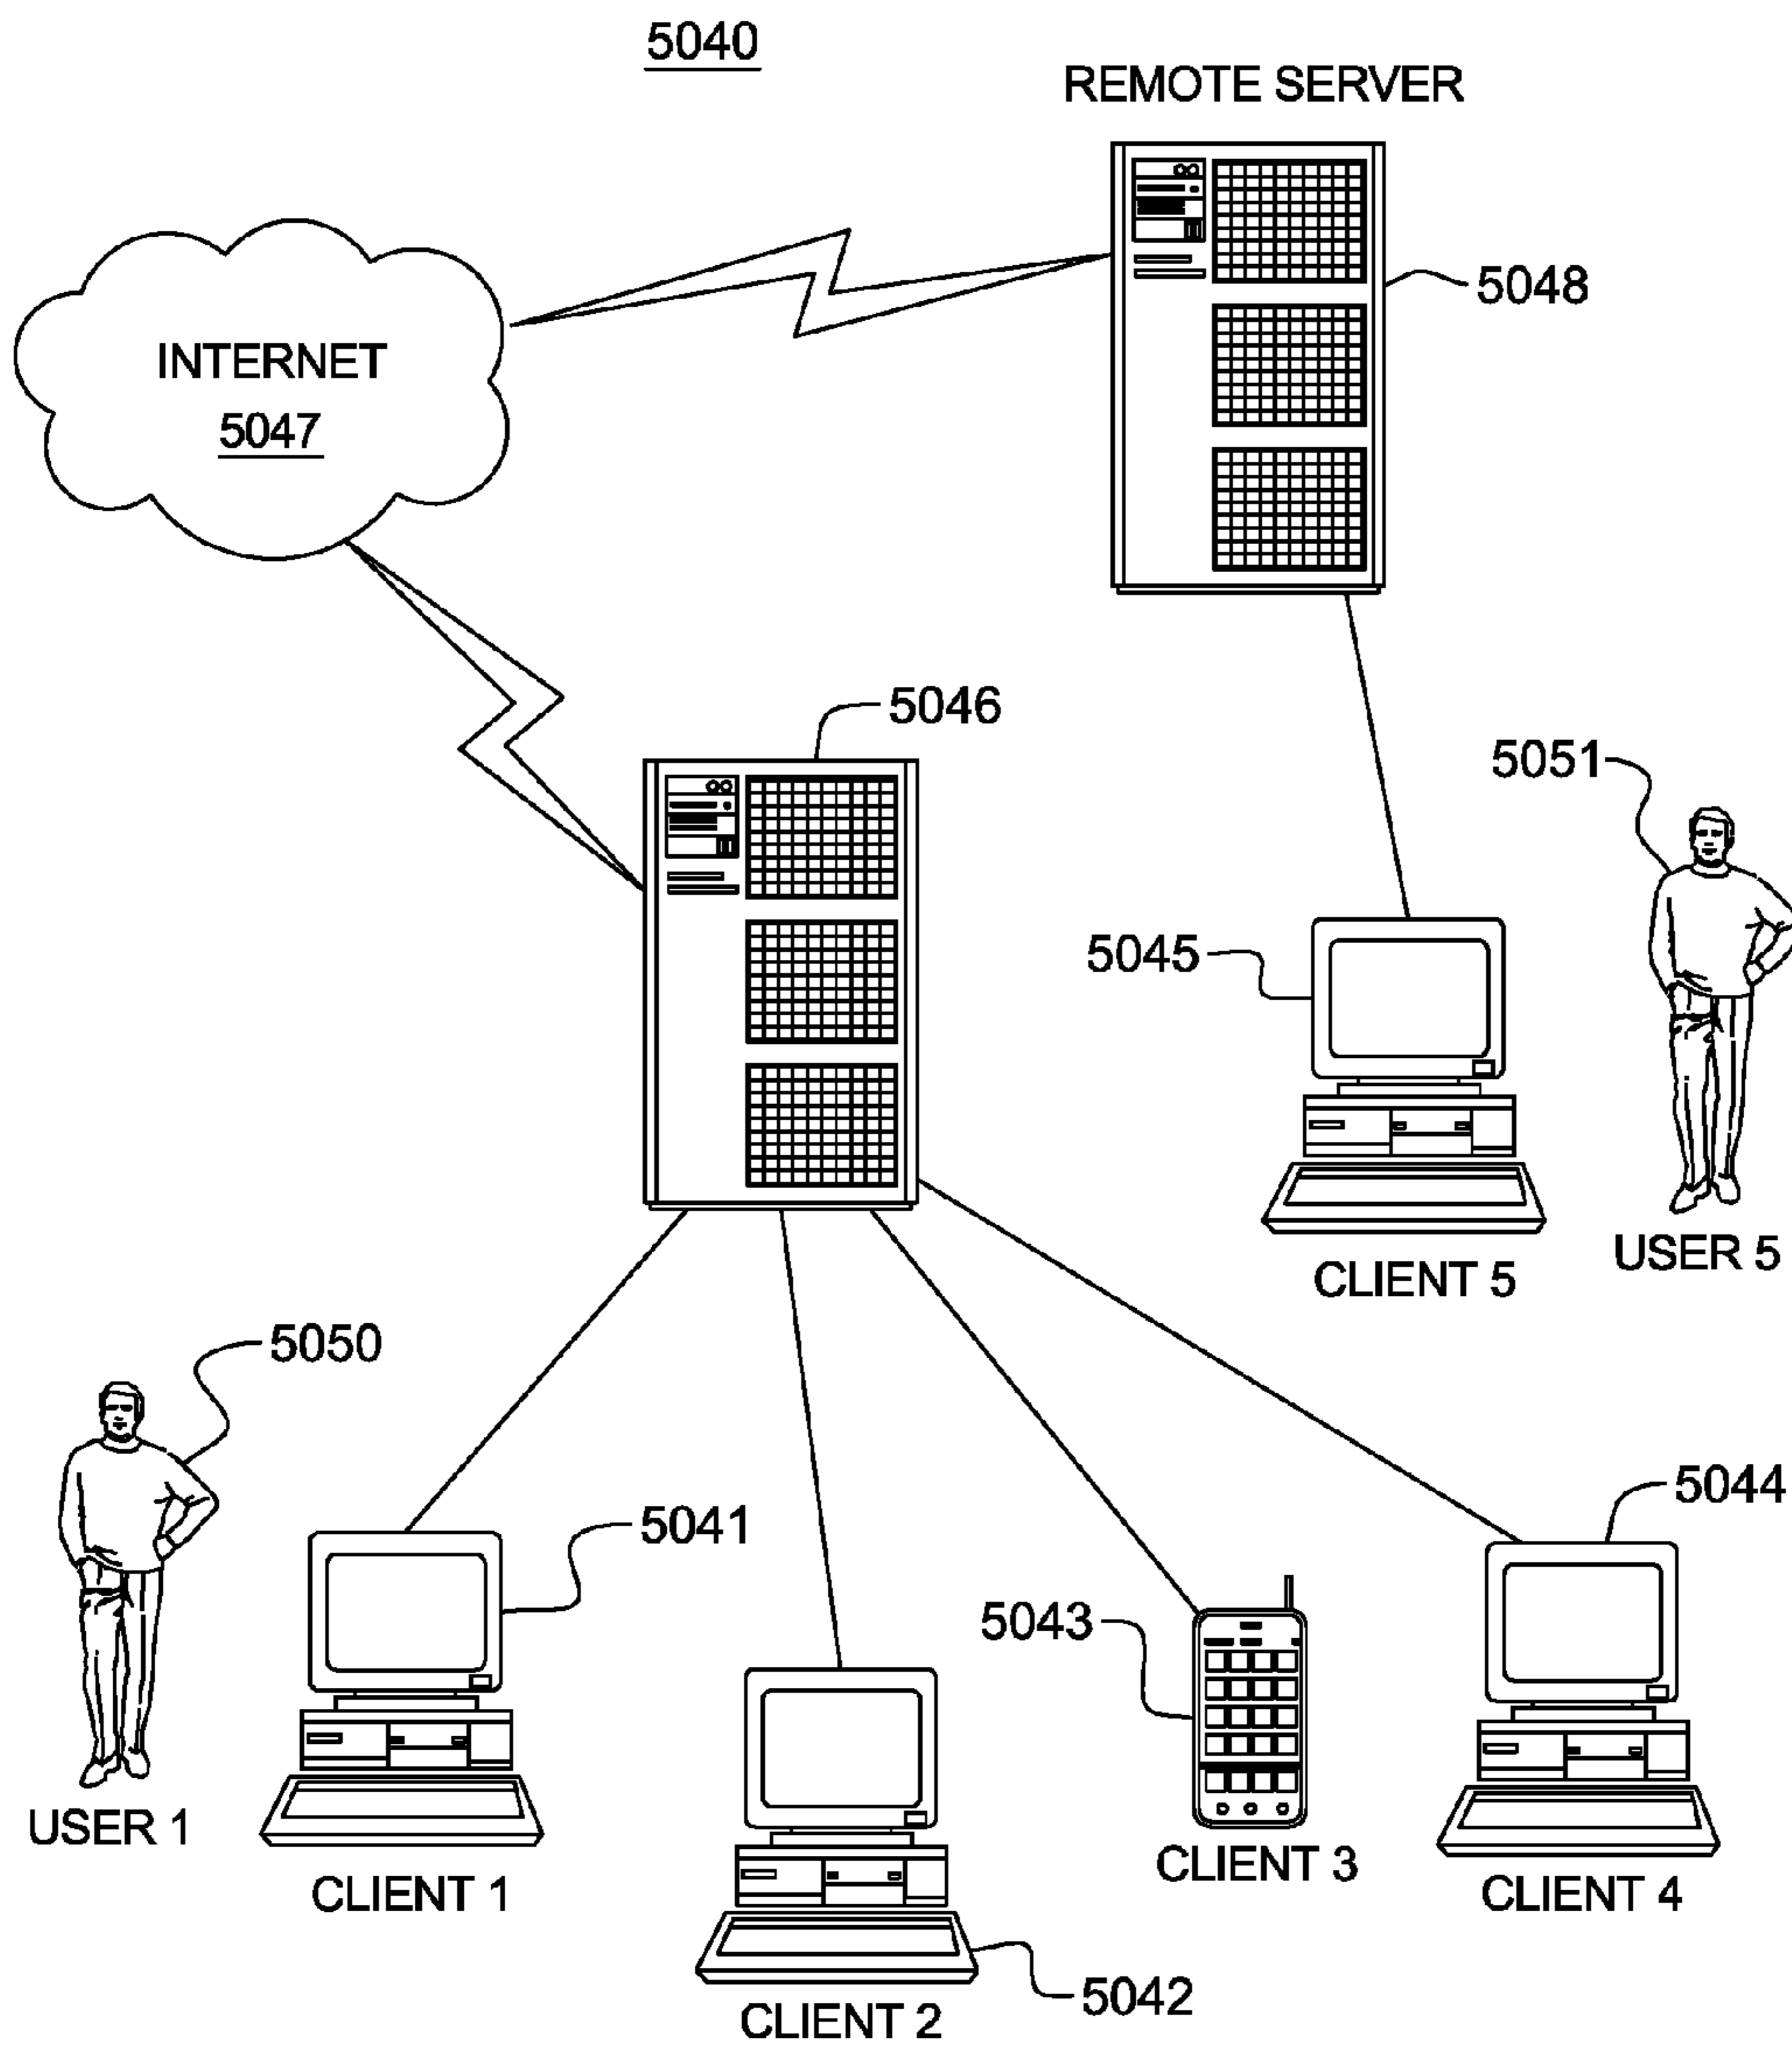 5040
REMOTE SERVER
5048
INTERNET
5047
5046
5051
5045
USER 5
CLIENT 5
5050
5044
5041
5043
USER 1
CLIENT 3
CLIENT 1
CLIENT 4
5042
CLIENT 2